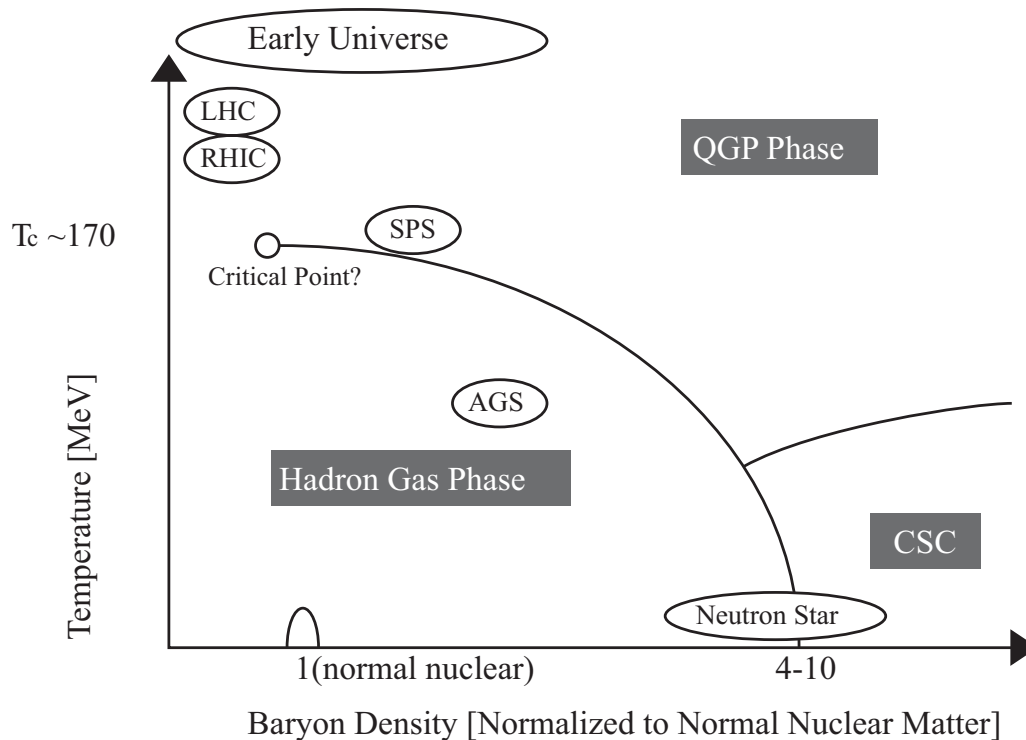 Early Universe
LHC
RHIC
QGP Phase
Tc ~170
SPS
Critical Point?
AGS
Hadron Gas Phase
CSC
Temperature [MeV]
Neutron Star
1(normal nuclear)
4-10
Baryon Density [Normalized to Normal Nuclear Matter]